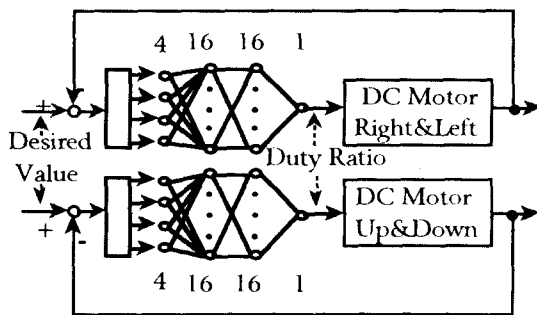 4 16 16 1
+
-
DC Motor
Right&Left
Desired
Value
Duty Ratio
DC Motor
Up&Down
+
-
4 16 16 1